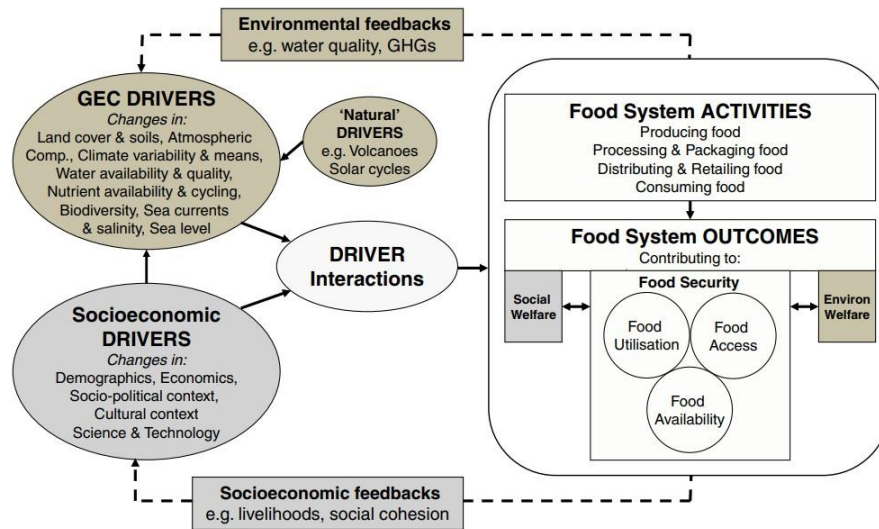 Environmental feedbacks
e.g. water quality, GHGs
GEC DRIVERS
Changes in:
Land cover & soils, Atmospheric
Comp., Climate variability & means,
Water availability & quality,
Nutrient availability & cycling,
Biodiversity, Sea currents
& salinity, Sea level
‘Natural’
DRIVERS
e.g. Volcanoes
Solar cycles
DRIVER
Interactions
Socioeconomic
DRIVERS
Changes in:
Demographics, Economics,
Socio-political context,
Cultural context
Science & Technology
Food System ACTIVITIES
Producing food
Processing & Packaging food
Distributing & Retailing food
Consuming food
Food System OUTCOMES
Contributing to:
Food Security
Social
Welfare
Food
Utilisation
Food
Access
Food
Availability
Environ
Welfare
Socioeconomic feedbacks
e.g. livelihoods, social cohesion